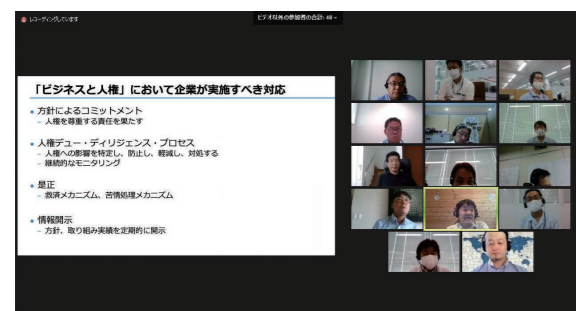 レコーディングしています
ビデオ以外の参加者の合計: 48
「ビジネスと人権」において企業が実施すべき対応
• 方針によるコミットメント
– 人権を尊重する責任を果たす
• 人権デュー・ディリジェンス・プロセス
– 人権への影響を特定し、防止し、軽減し、対処する
– 継続的なモニタリング
• 是正
– 救済メカニズム、苦情処理メカニズム
• 情報開示
– 方針、取り組み実績を定期的に開示